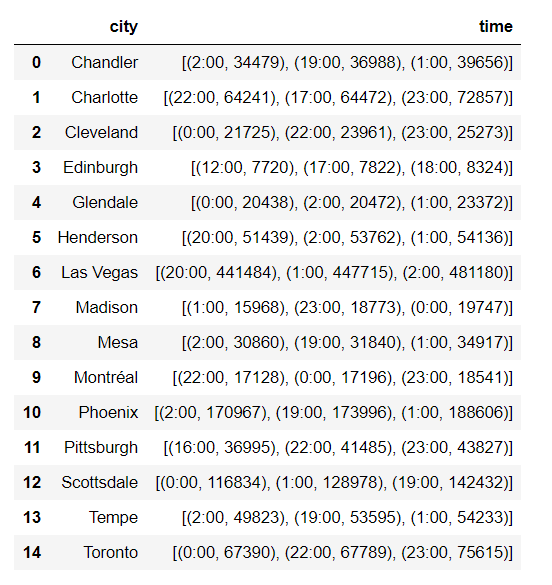 city time
0 Chandler [(2:00, 34479), (19:00, 36988), (1:00, 39656)]
1 Charlotte [(22:00, 64241), (17:00, 64472), (23:00, 72857)]
2 Cleveland [(0:00, 21725), (22:00, 23961), (23:00, 25273)]
3 Edinburgh [(12:00, 7720), (17:00, 7822), (18:00, 8324)]
4 Glendale [(0:00, 20438), (2:00, 20472), (1:00, 23372)]
5 Henderson [(20:00, 51439), (2:00, 53762), (1:00, 54136)]
6 Las Vegas [(20:00, 441484), (1:00, 447715), (2:00, 481180)]
7 Madison [(1:00, 15968), (23:00, 18773), (0:00, 19747)]
8 Mesa [(2:00, 30860), (19:00, 31840), (1:00, 34917)]
9 Montréal [(22:00, 17128), (0:00, 17196), (23:00, 18541)]
10 Phoenix [(2:00, 170967), (19:00, 173996), (1:00, 188606)]
11 Pittsburgh [(16:00, 36995), (22:00, 41485), (23:00, 43827)]
12 Scottsdale [(0:00, 116834), (1:00, 128978), (19:00, 142432)]
13 Tempe [(2:00, 49823), (19:00, 53595), (1:00, 54233)]
14 Toronto [(0:00, 67390), (22:00, 67789), (23:00, 75615)]